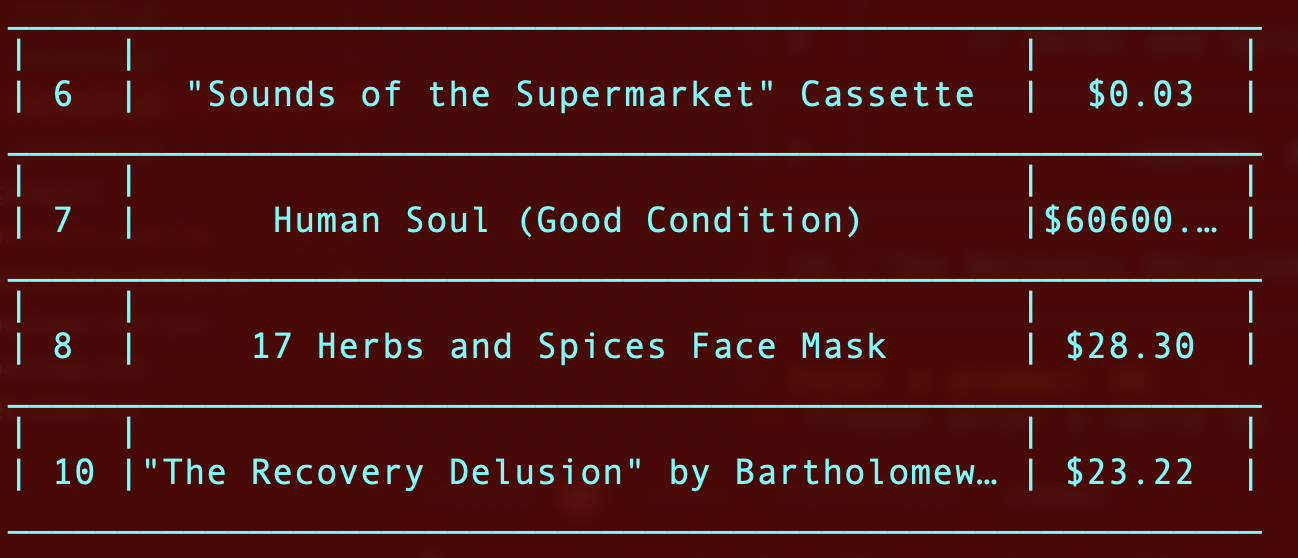 6 "Sounds of the Supermarket" Cassette $0.03
7 Human Soul (Good Condition) $60600.…
8 17 Herbs and Spices Face Mask $28.30
10 "The Recovery Delusion" by Bartholomew… $23.22